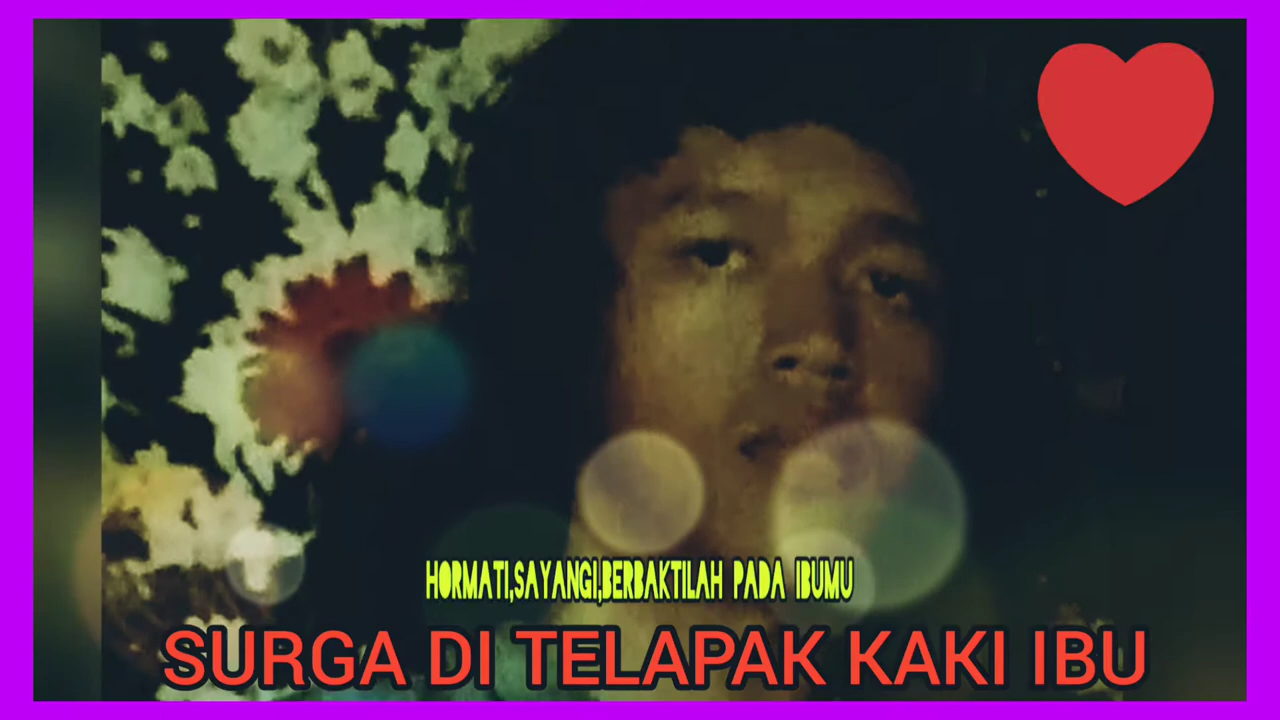 HORMATI,SAYANGI,BERBAKTILAH PADA IBUMU
SURGA DI TELAPAK KAKI IBU